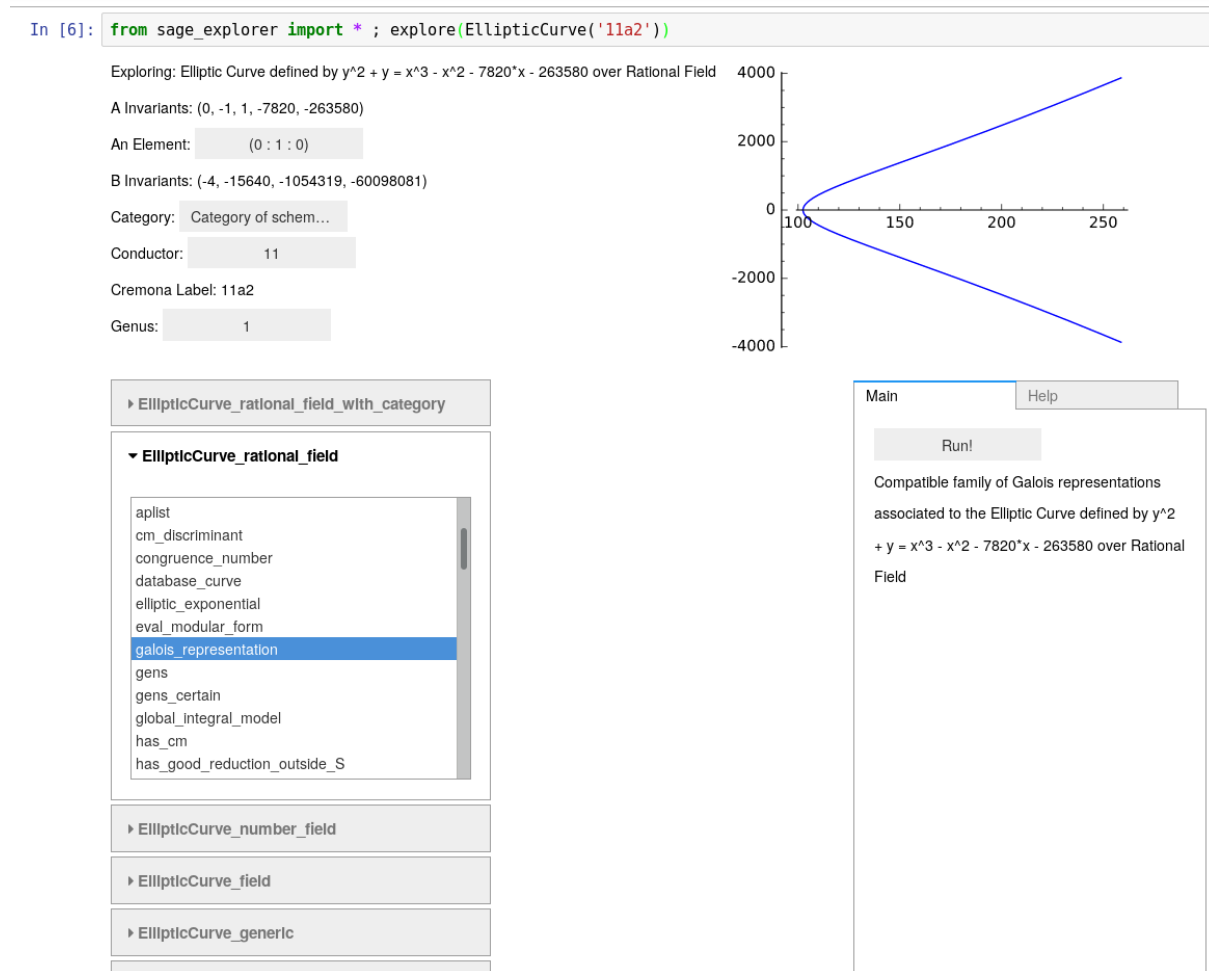 In [6]: from sage_explorer import * ; explore(EllipticCurve('11a2'))
Exploring: Elliptic Curve defined by y^2 + y = x^3 - x^2 - 7820*x - 263580 over Rational Field
A Invariants: (0, -1, 1, -7820, -263580)
An Element: (0 : 1 : 0)
B Invariants: (-4, -15640, -1054319, -60098081)
Category: Category of schem…
Conductor: 11
Cremona Label: 11a2
Genus: 1
4000
2000
0
100 150 200 250
-2000
-4000
EllipticCurve_rational_field_with_category
EllipticCurve_rational_field
aplist
cm_discriminant
congruence_number
database_curve
elliptic_exponential
eval_modular_form
galois_representation
gens
gens_certain
global_integral_model
has_cm
has_good_reduction_outside_S
EllipticCurve_number_field
EllipticCurve_field
EllipticCurve_generic
Main Help
Run!
Compatible family of Galois representations
associated to the Elliptic Curve defined by y^2
+ y = x^3 - x^2 - 7820*x - 263580 over Rational
Field